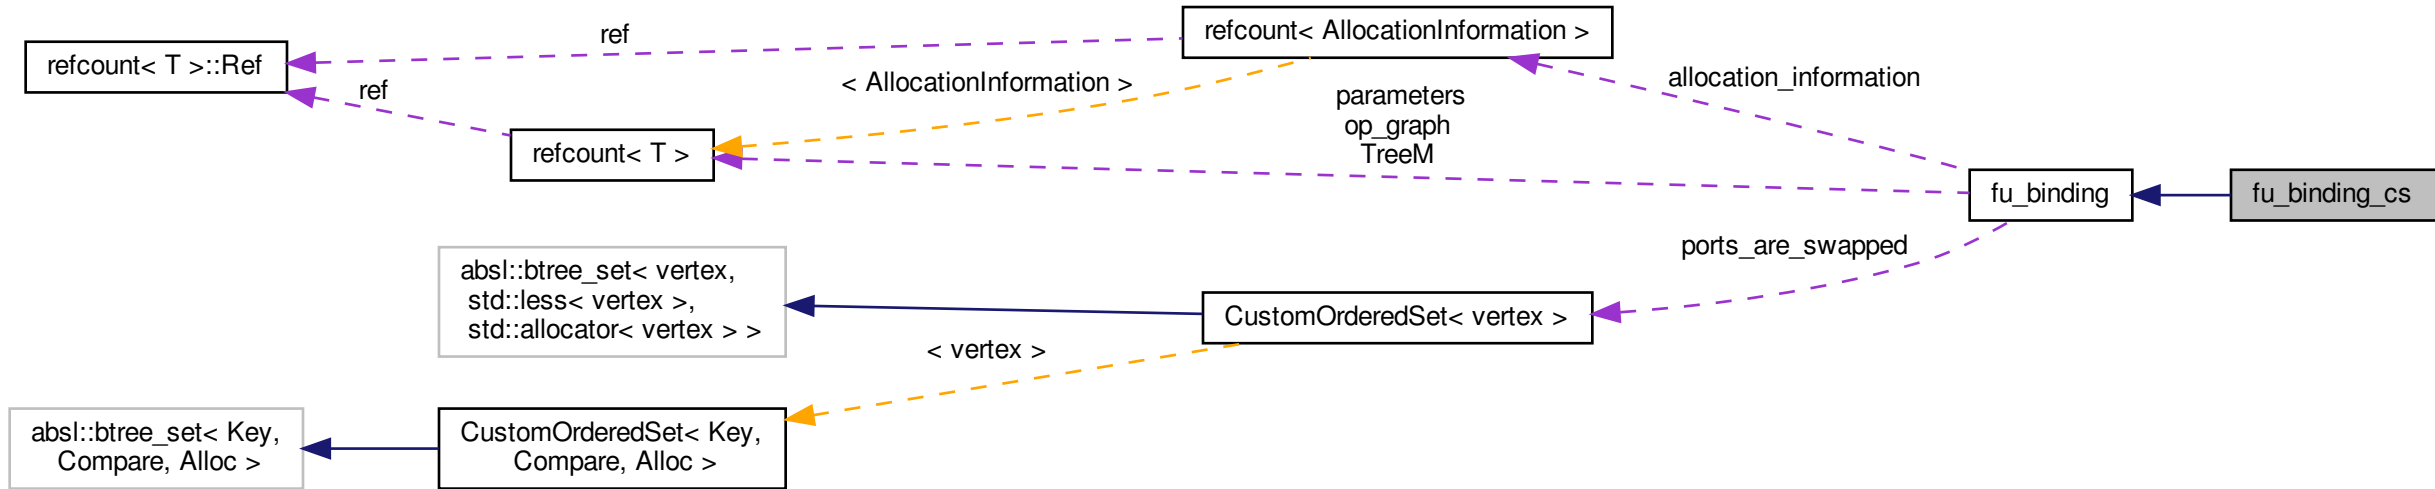 refcount< AllocationInformation >
ref
refcount< T >::Ref
< AllocationInformation >
allocation_information
ref
parameters
op_graph
TreeM
refcount< T >
fu_binding
fu_binding_cs
ports_are_swapped
absl::btree_set< vertex,
std::less< vertex >,
std::allocator< vertex > >
CustomOrderedSet< vertex >
< vertex >
absl::btree_set< Key,
Compare, Alloc >
CustomOrderedSet< Key,
Compare, Alloc >